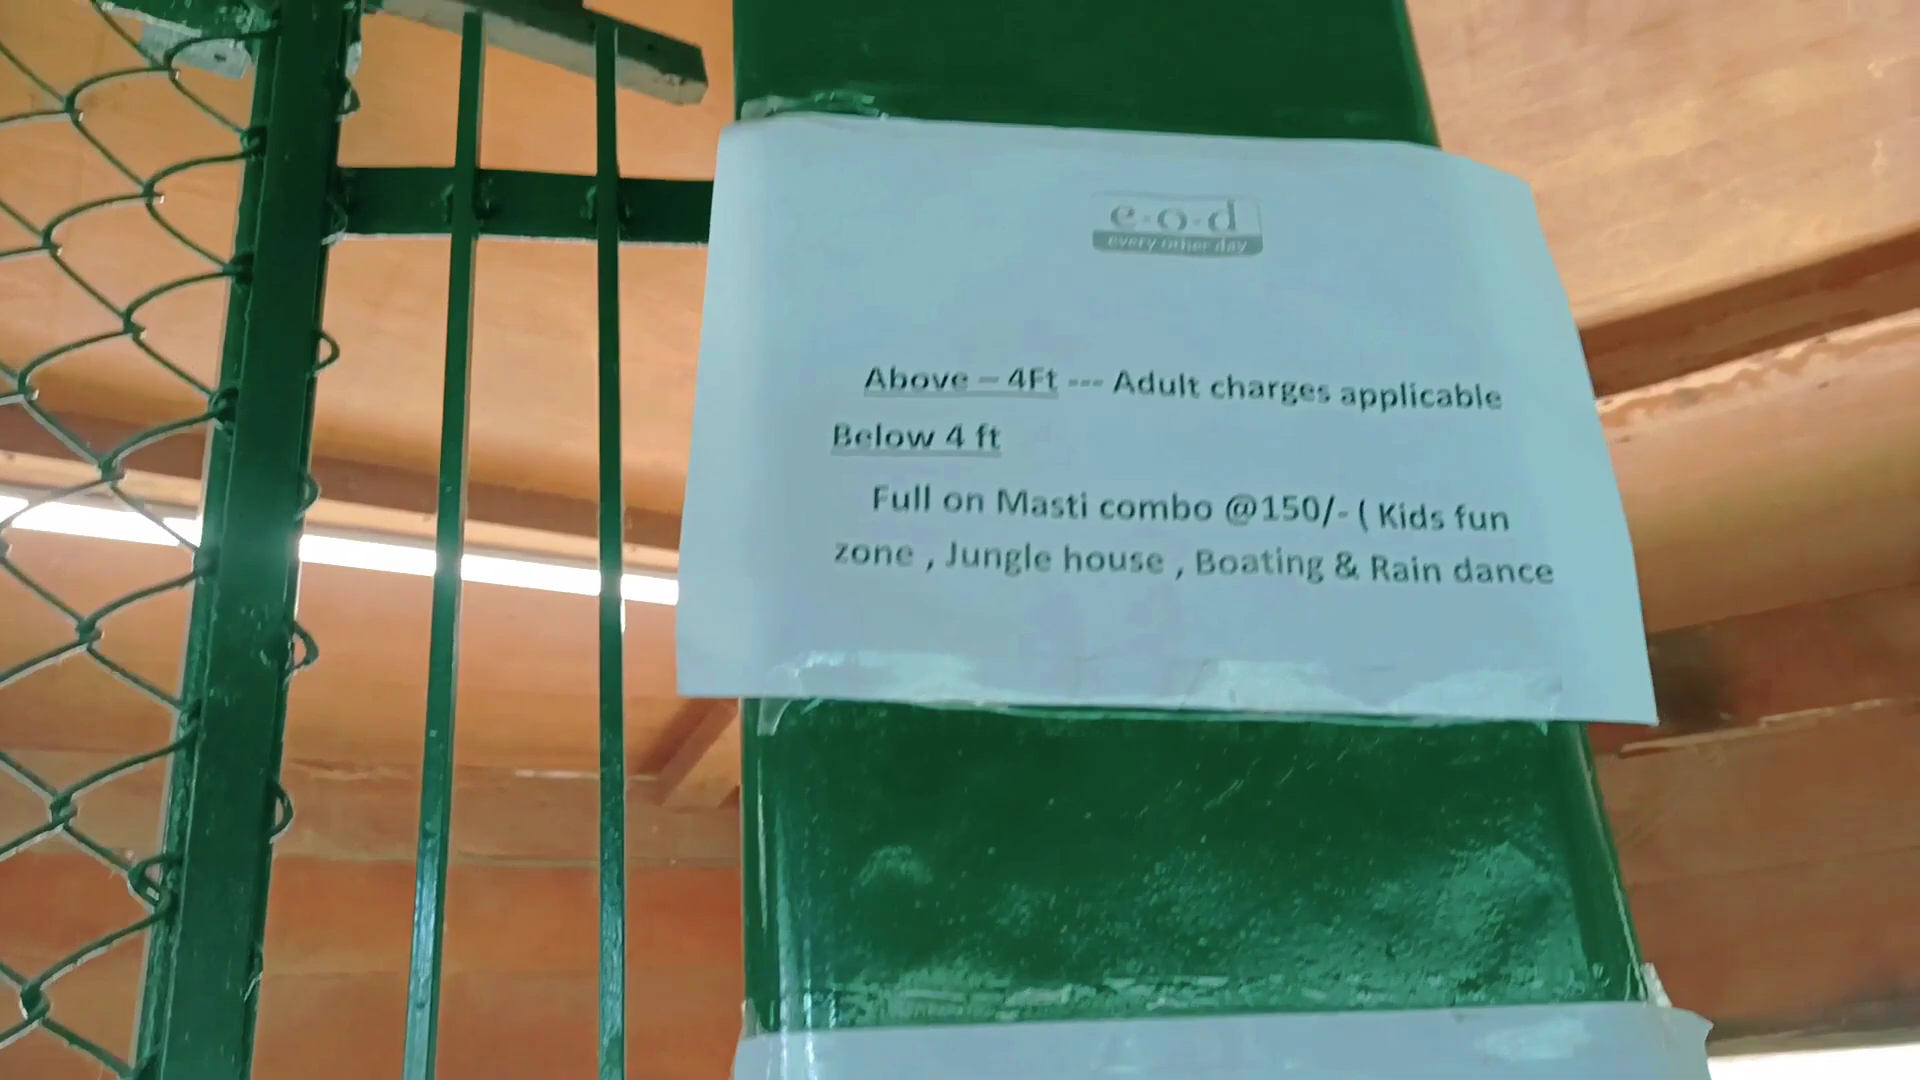 e·o·d
every other day
Above – 4Ft --- Adult charges applicable
Below 4 ft
Full on Masti combo @150/- ( Kids fun
zone , Jungle house , Boating & Rain dance